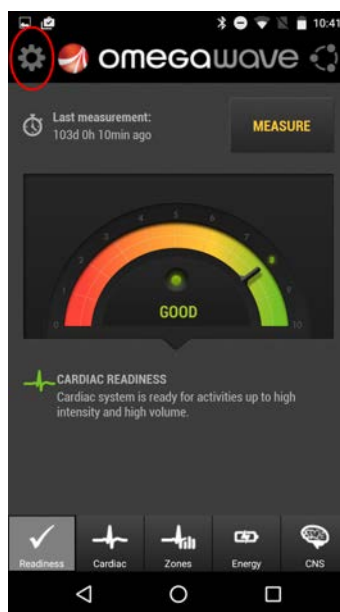 10:41
omegawave
Last measurement:
103d 0h 10min ago
MEASURE
0
1
2
3
4
5
6
7
8
10
GOOD
CARDIAC READINESS
Cardiac system is ready for activities up to high
intensity and high volume.
Readiness Cardiac Zones Energy CNS